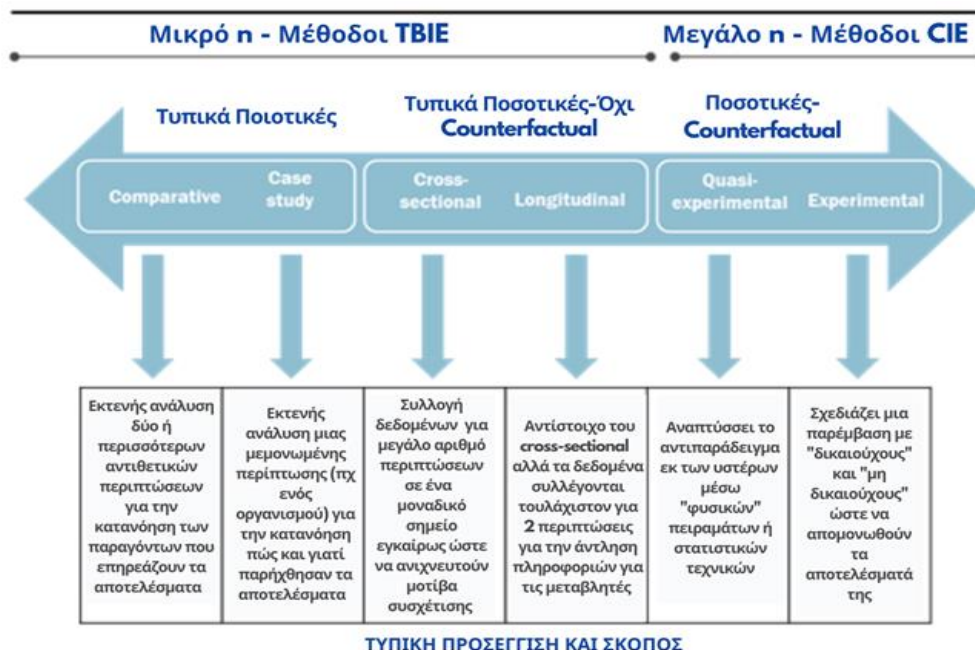 Μικρό n - Μέθοδοι TBIE
Μεγάλο n - Μέθοδοι CIE
Τυπικά Ποιοτικές
Τυπικά Ποσοτικές-Όχι
Counterfactual
Ποσοτικές-
Counterfactual
Comparative
Case
study
Cross-
sectional
Longitudinal
Quasi-
experimental
Experimental
Εκτενής ανάλυση
δύο ή
περισσότερων
αντιθετικών
περιπτώσεων
για την
κατανόηση των
παραγόντων που
επηρεάζουν τα
αποτελέσματα
Εκτενής
ανάλυση μιας
μεμονωμένης
περίπτωσης (πχ
ενός
οργανισμού) για
την κατανόηση
πώς και γιατί
παρήχθησαν τα
αποτελέσματα
Συλλογή
δεδομένων για
μεγάλο αριθμό
περιπτώσεων
σε ένα
μοναδικό
σημείο
εγκαίρως ώστε
να ανιχνευτούν
μοτίβα
συσχέτισης
Αντίστοιχο του
cross-sectional
αλλά τα δεδομένα
συλλέγονται
τουλάχιστον για
2 περιπτώσεις
για την άντληση
πληροφοριών για
τις μεταβλητές
Αναπτύσσει το
αντιπαράδειγμα
εκ των υστέρων
μέσω
"φυσικών"
πειραμάτων ή
στατιστικών
τεχνικών
Σχεδιάζει μια
παρέμβαση με
"δικαιούχους"
και "μη
δικαιούχους"
ώστε να
απομονωθούν
τα
αποτελέσματά
της
ΤΥΠΙΚΗ ΠΡΟΣΕΓΓΙΣΗ ΚΑΙ ΣΚΟΠΟΣ